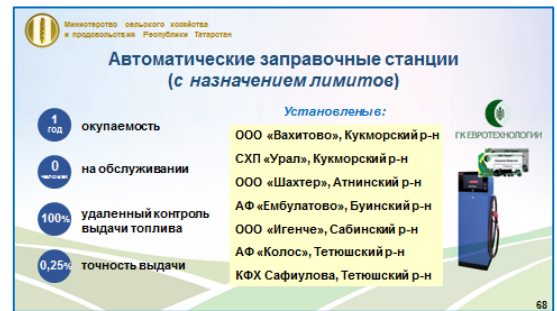 Министерство сельского хозяйства
и продовольствия Республики Татарстан
Автоматические заправочные станции
(с назначением лимитов)
1
год
окупаемость
0
человек
на обслуживании
100%
удаленный контроль
выдачи топлива
0,25%
точность выдачи
Установлены в:
ООО «Вахитово», Кукморский р-н
СХП «Урал», Кукморский р-н
ООО «Шахтер», Атнинский р-н
АФ «Ембулатово», Буинский р-н
ООО «Игенче», Сабинский р-н
АФ «Колос», Тетюшский р-н
КФХ Сафиулова, Тетюшский р-н
ГК ЕВРОТЕХНОЛОГИИ
68